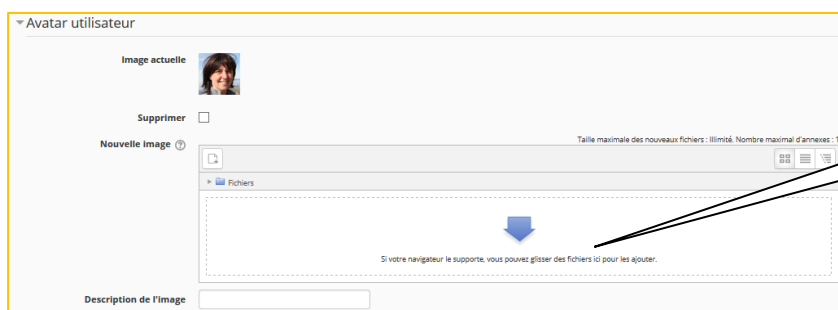 Avatar utilisateur
Image actuelle
Supprimer
Taille maximale des nouveaux fichiers : Illimité. Nombre maximal d'annexes : 1
Nouvelle image
Fichiers
Si votre navigateur le supporte, vous pouvez glisser des fichiers ici pour les ajouter.
Description de l'image